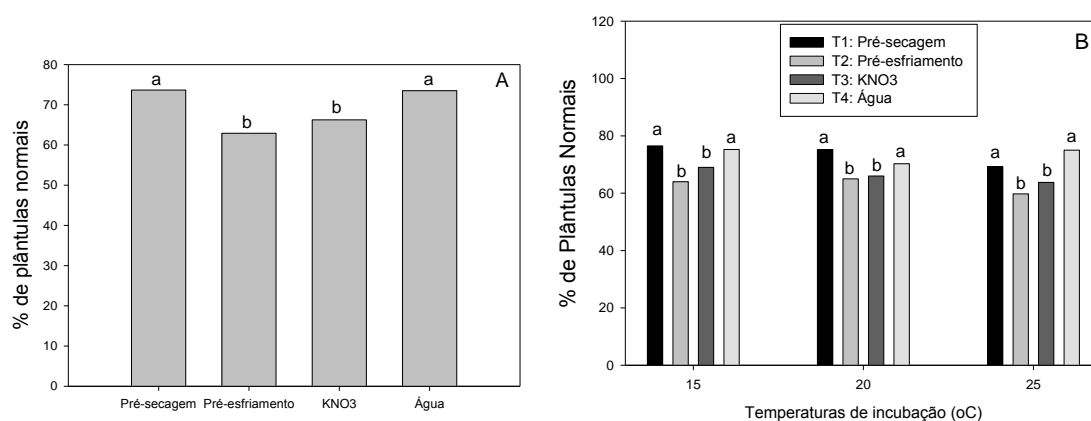 A
% de plântulas normais
80
70
60
50
40
30
20
10
0
a
b
b
a
Pré-secagem
Pré-esfriamento
KNO3
Água
B
% de Plântulas Normais
120
100
80
60
40
20
0
T1: Pré-secagem
T2: Pré-esfriamento
T3: KNO3
T4: Água
a
b
b
a
a
b
b
a
a
b
b
a
15
20
25
Temperaturas de incubação (oC)